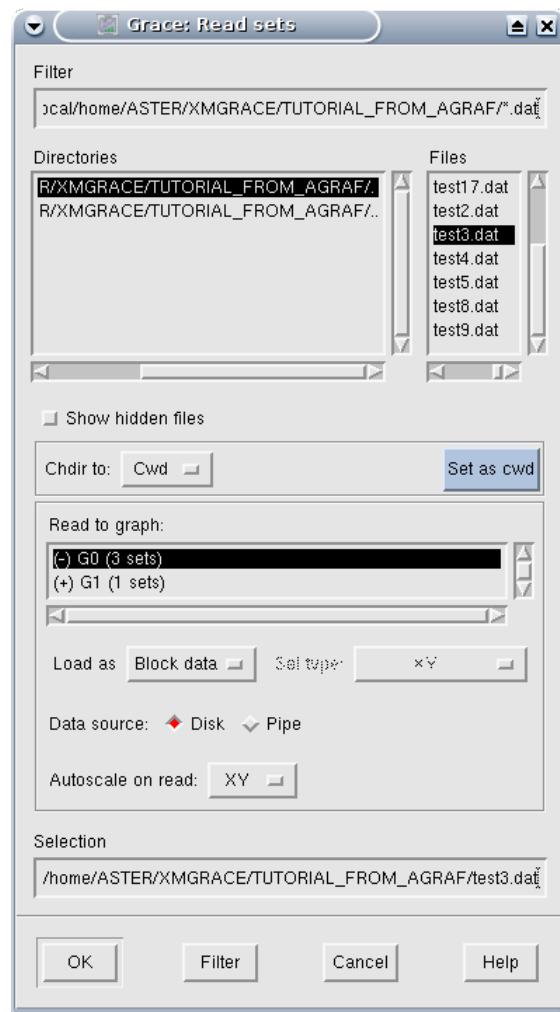 Grace: Read sets
Filter
ocal/home/ASTER/XMGRACE/TUTORIAL_FROM_AGRAF/*.dat
Directories
Files
R/XMGRACE/TUTORIAL_FROM_AGRAF/.
R/XMGRACE/TUTORIAL_FROM_AGRAF/..
test17.dat
test2.dat
test3.dat
test4.dat
test5.dat
test8.dat
test9.dat
Show hidden files
Chdir to: Cwd Set as cwd
Read to graph:
(-) G0 (3 sets)
(+) G1 (1 sets)
Load as Block data Set type: XY
Data source: Disk Pipe
Autoscale on read: XY
Selection
/home/ASTER/XMGRACE/TUTORIAL_FROM_AGRAF/test3.dat
OK Filter Cancel Help